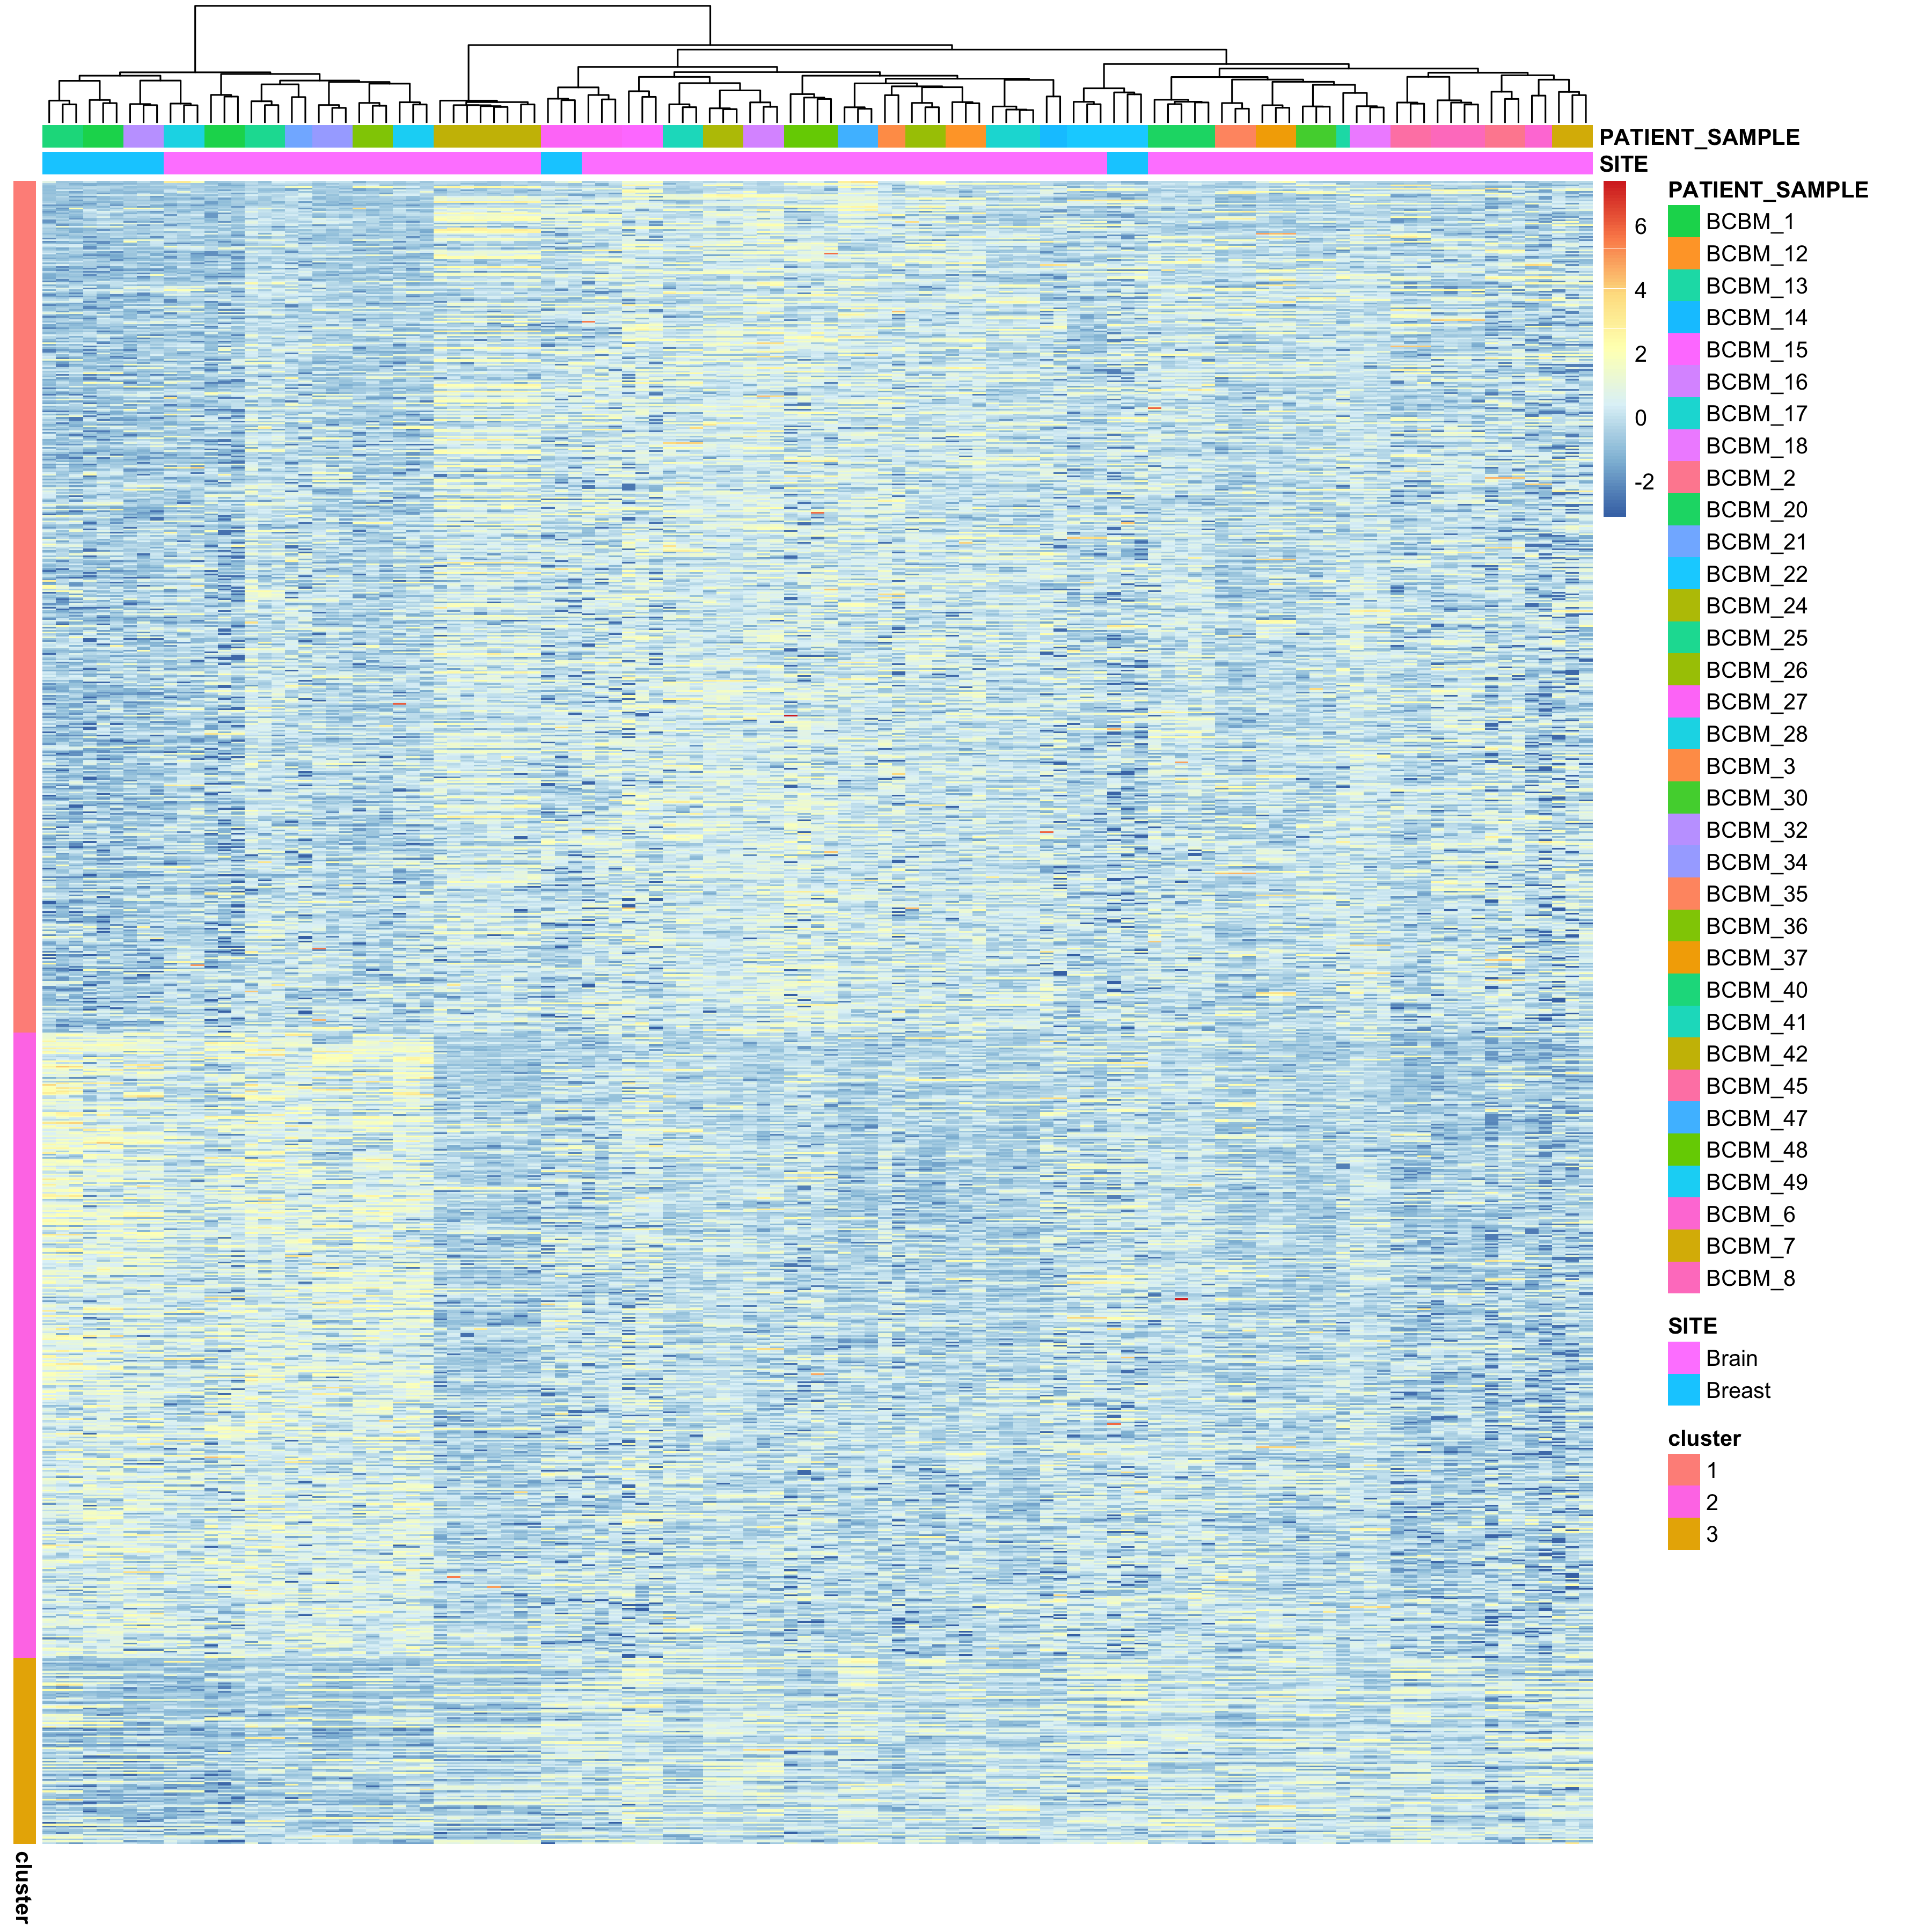 PATIENT_SAMPLE
SITE
6
4
2
0
-2
PATIENT_SAMPLE
BCBM_1
BCBM_12
BCBM_13
BCBM_14
BCBM_15
BCBM_16
BCBM_17
BCBM_18
BCBM_2
BCBM_20
BCBM_21
BCBM_22
BCBM_24
BCBM_25
BCBM_26
BCBM_27
BCBM_28
BCBM_3
BCBM_30
BCBM_32
BCBM_34
BCBM_35
BCBM_36
BCBM_37
BCBM_40
BCBM_41
BCBM_42
BCBM_45
BCBM_47
BCBM_48
BCBM_49
BCBM_6
BCBM_7
BCBM_8
SITE
Brain
Breast
cluster
1
2
3
cluster